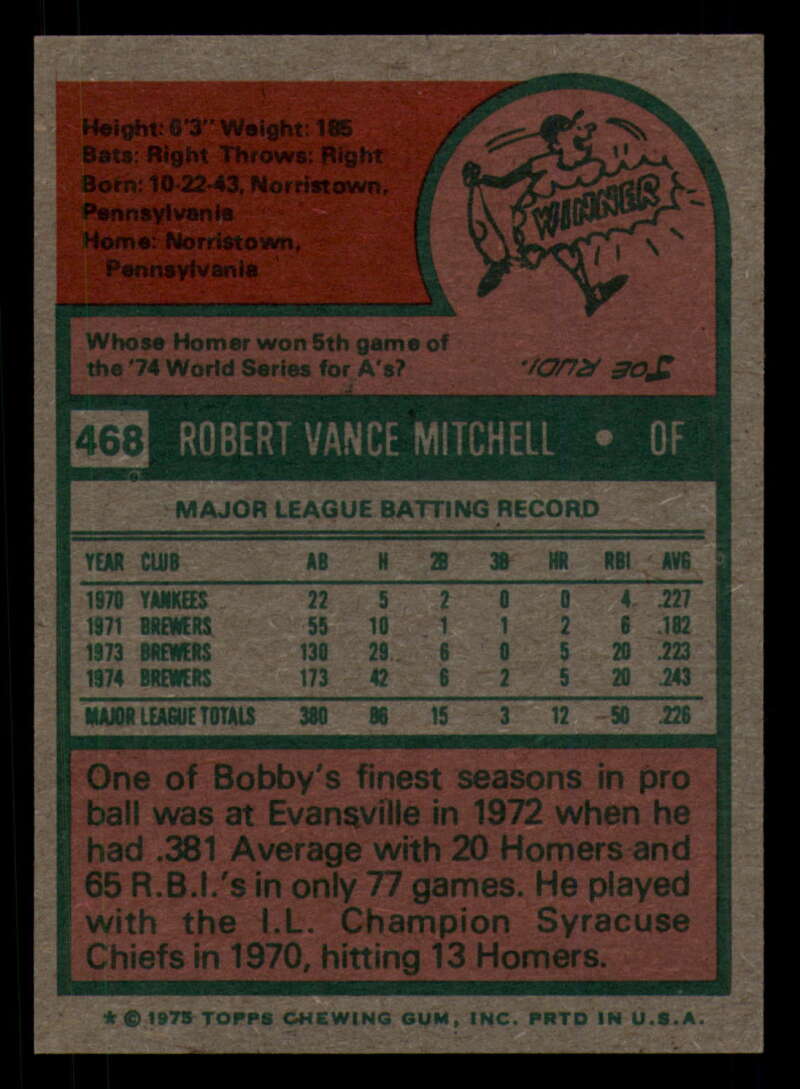 Height: 6'3" Weight: 185
Bats: Right Throws: Right
Born: 10-22-43, Norristown,
Pennsylvania
Home: Norristown,
Pennsylvania
WINNER
Whose Homer won 5th game of
the '74 World Series for A's?
JOE RUDI.
468 ROBERT VANCE MITCHELL • OF
MAJOR LEAGUE BATTING RECORD
YEAR CLUB AB H 2B 3B HR RBI AVG
1970 YANKEES 22 5 2 0 0 4 .227
1971 BREWERS 55 10 1 1 2 6 .182
1973 BREWERS 130 29 6 0 5 20 .223
1974 BREWERS 173 42 6 2 5 20 .243
MAJOR LEAGUE TOTALS 380 86 15 3 12 50 .226
One of Bobby's finest seasons in pro
ball was at Evansville in 1972 when he
had .381 Average with 20 Homers and
65 R.B.I.'s in only 77 games. He played
with the I.L. Champion Syracuse
Chiefs in 1970, hitting 13 Homers.
* © 1975 TOPPS CHEWING GUM, INC. PRTD IN U.S.A.